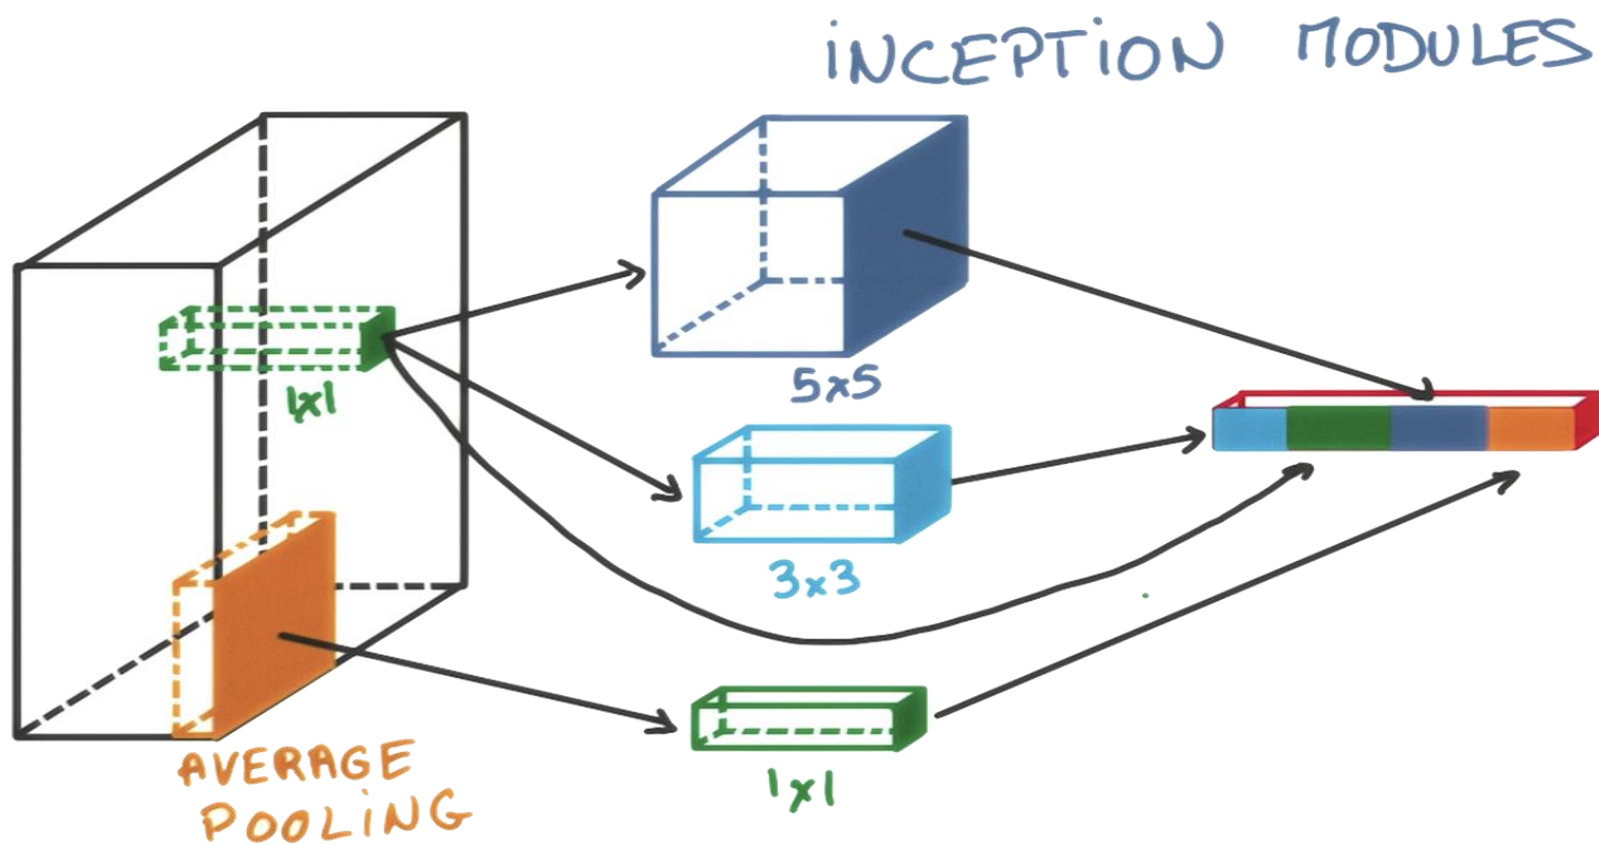 iNCEPTiON MODULES
1x1
5x5
3x3
AVERAGE
POOLiNG
1x1